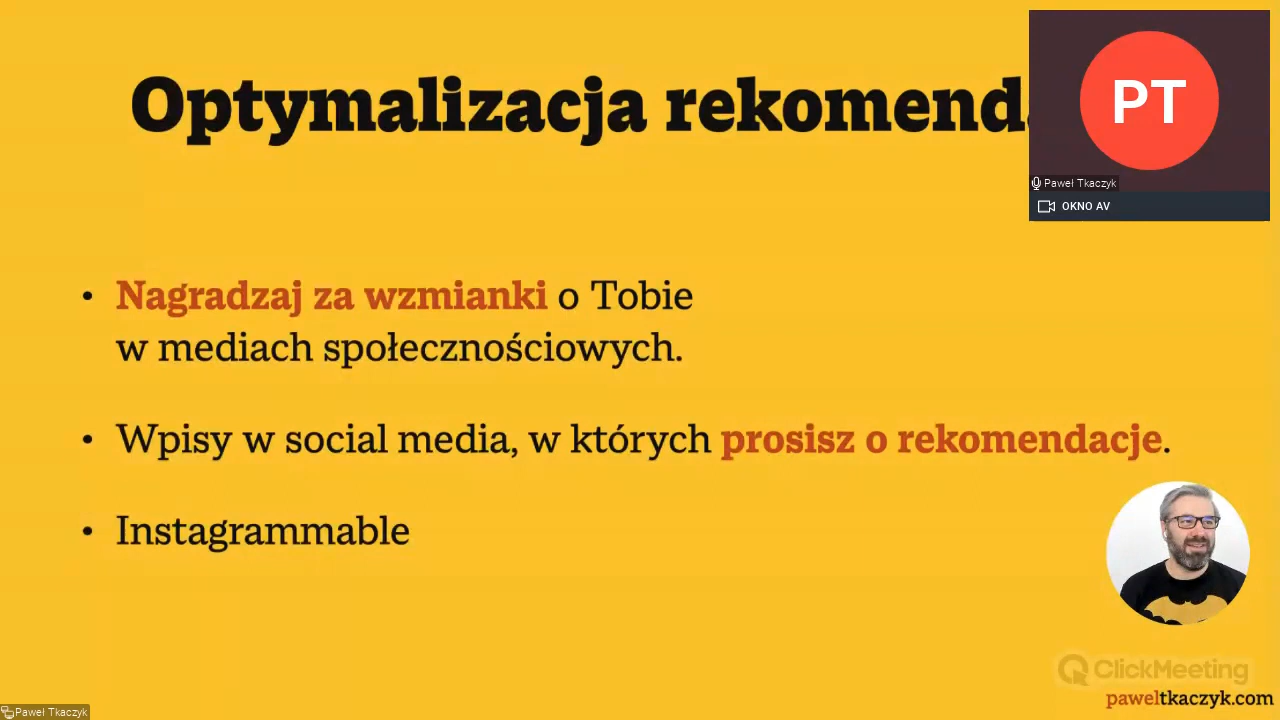 Optymalizacja rekomend
PT
Paweł Tkaczyk
OKNO AV
• Nagradzaj za wzmianki o Tobie
w mediach społecznościowych.
• Wpisy w social media, w których prosisz o rekomendacje.
• Instagrammable
ClickMeeting
paweltkaczyk.com
Paweł Tkaczyk